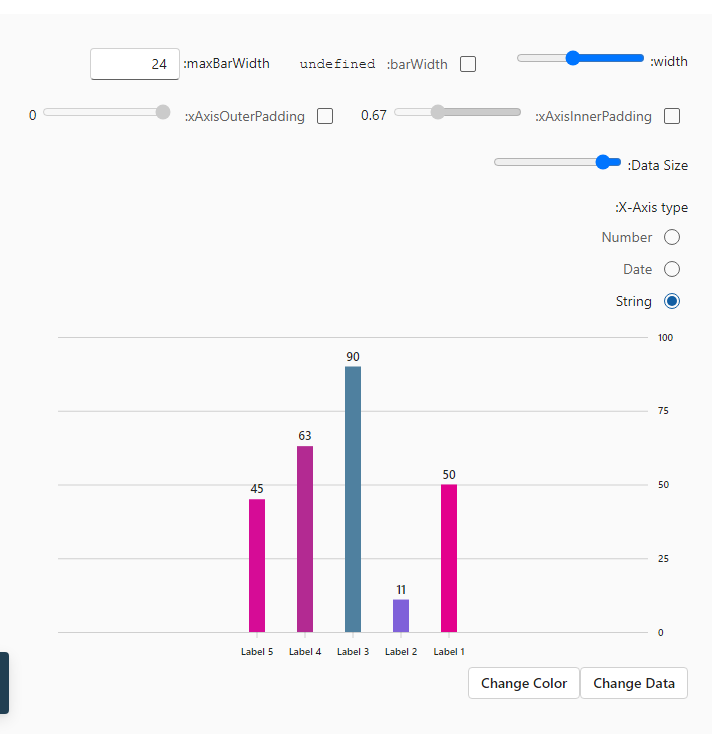 :width
:barWidth undefined
:maxBarWidth 24
:xAxisInnerPadding 0.67
:xAxisOuterPadding 0
:Data Size
:X-Axis type
Number
Date
String
100
75
50
25
0
50
11
90
63
45
Label 1
Label 2
Label 3
Label 4
Label 5
Change Data
Change Color